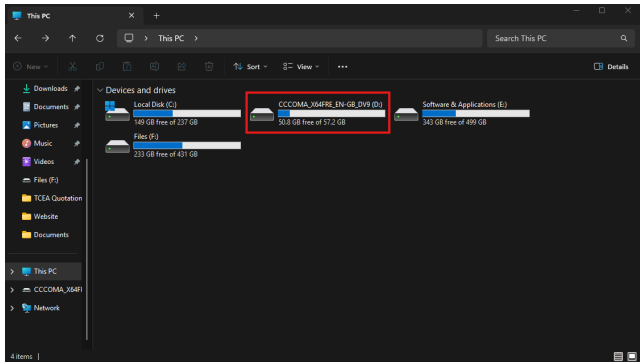 This PC
This PC
Search This PC
New
Sort
View
Details
Downloads
Documents
Pictures
Music
Videos
Files (F:)
TCEA Quotation
Website
Documents
This PC
CCCOMA_X64FI
Network
Devices and drives
Local Disk (C:)
149 GB free of 237 GB
CCCOMA_X64FRE_EN-GB_DV9 (D:)
50.8 GB free of 57.2 GB
Software & Applications (E:)
343 GB free of 499 GB
Files (F:)
233 GB free of 431 GB
4 items